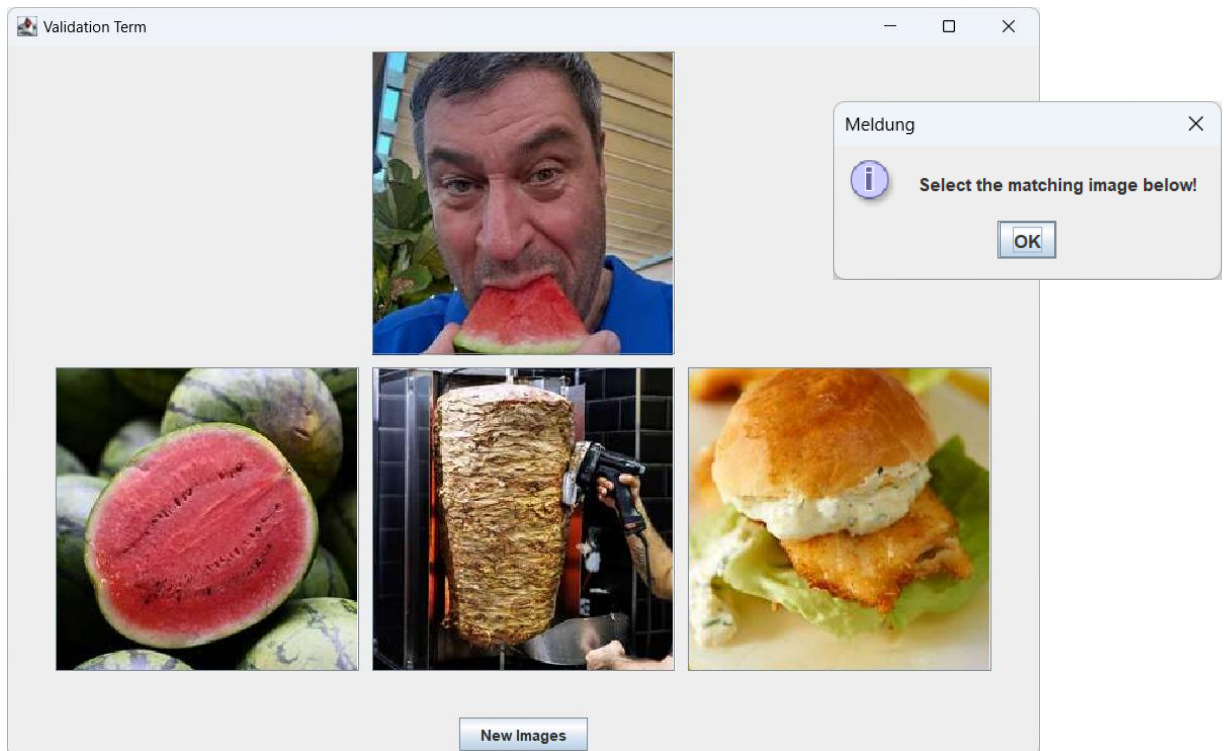 Validation Term
Meldung
Select the matching image below!
OK
New Images